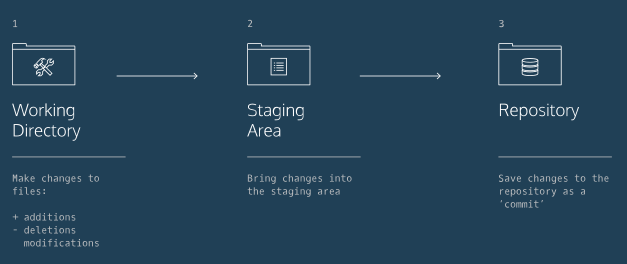 1
Working
Directory
Make changes to
files:
+ additions
- deletions
modifications
2
Staging
Area
Bring changes into
the staging area
3
Repository
Save changes to the
repository as a
'commit'